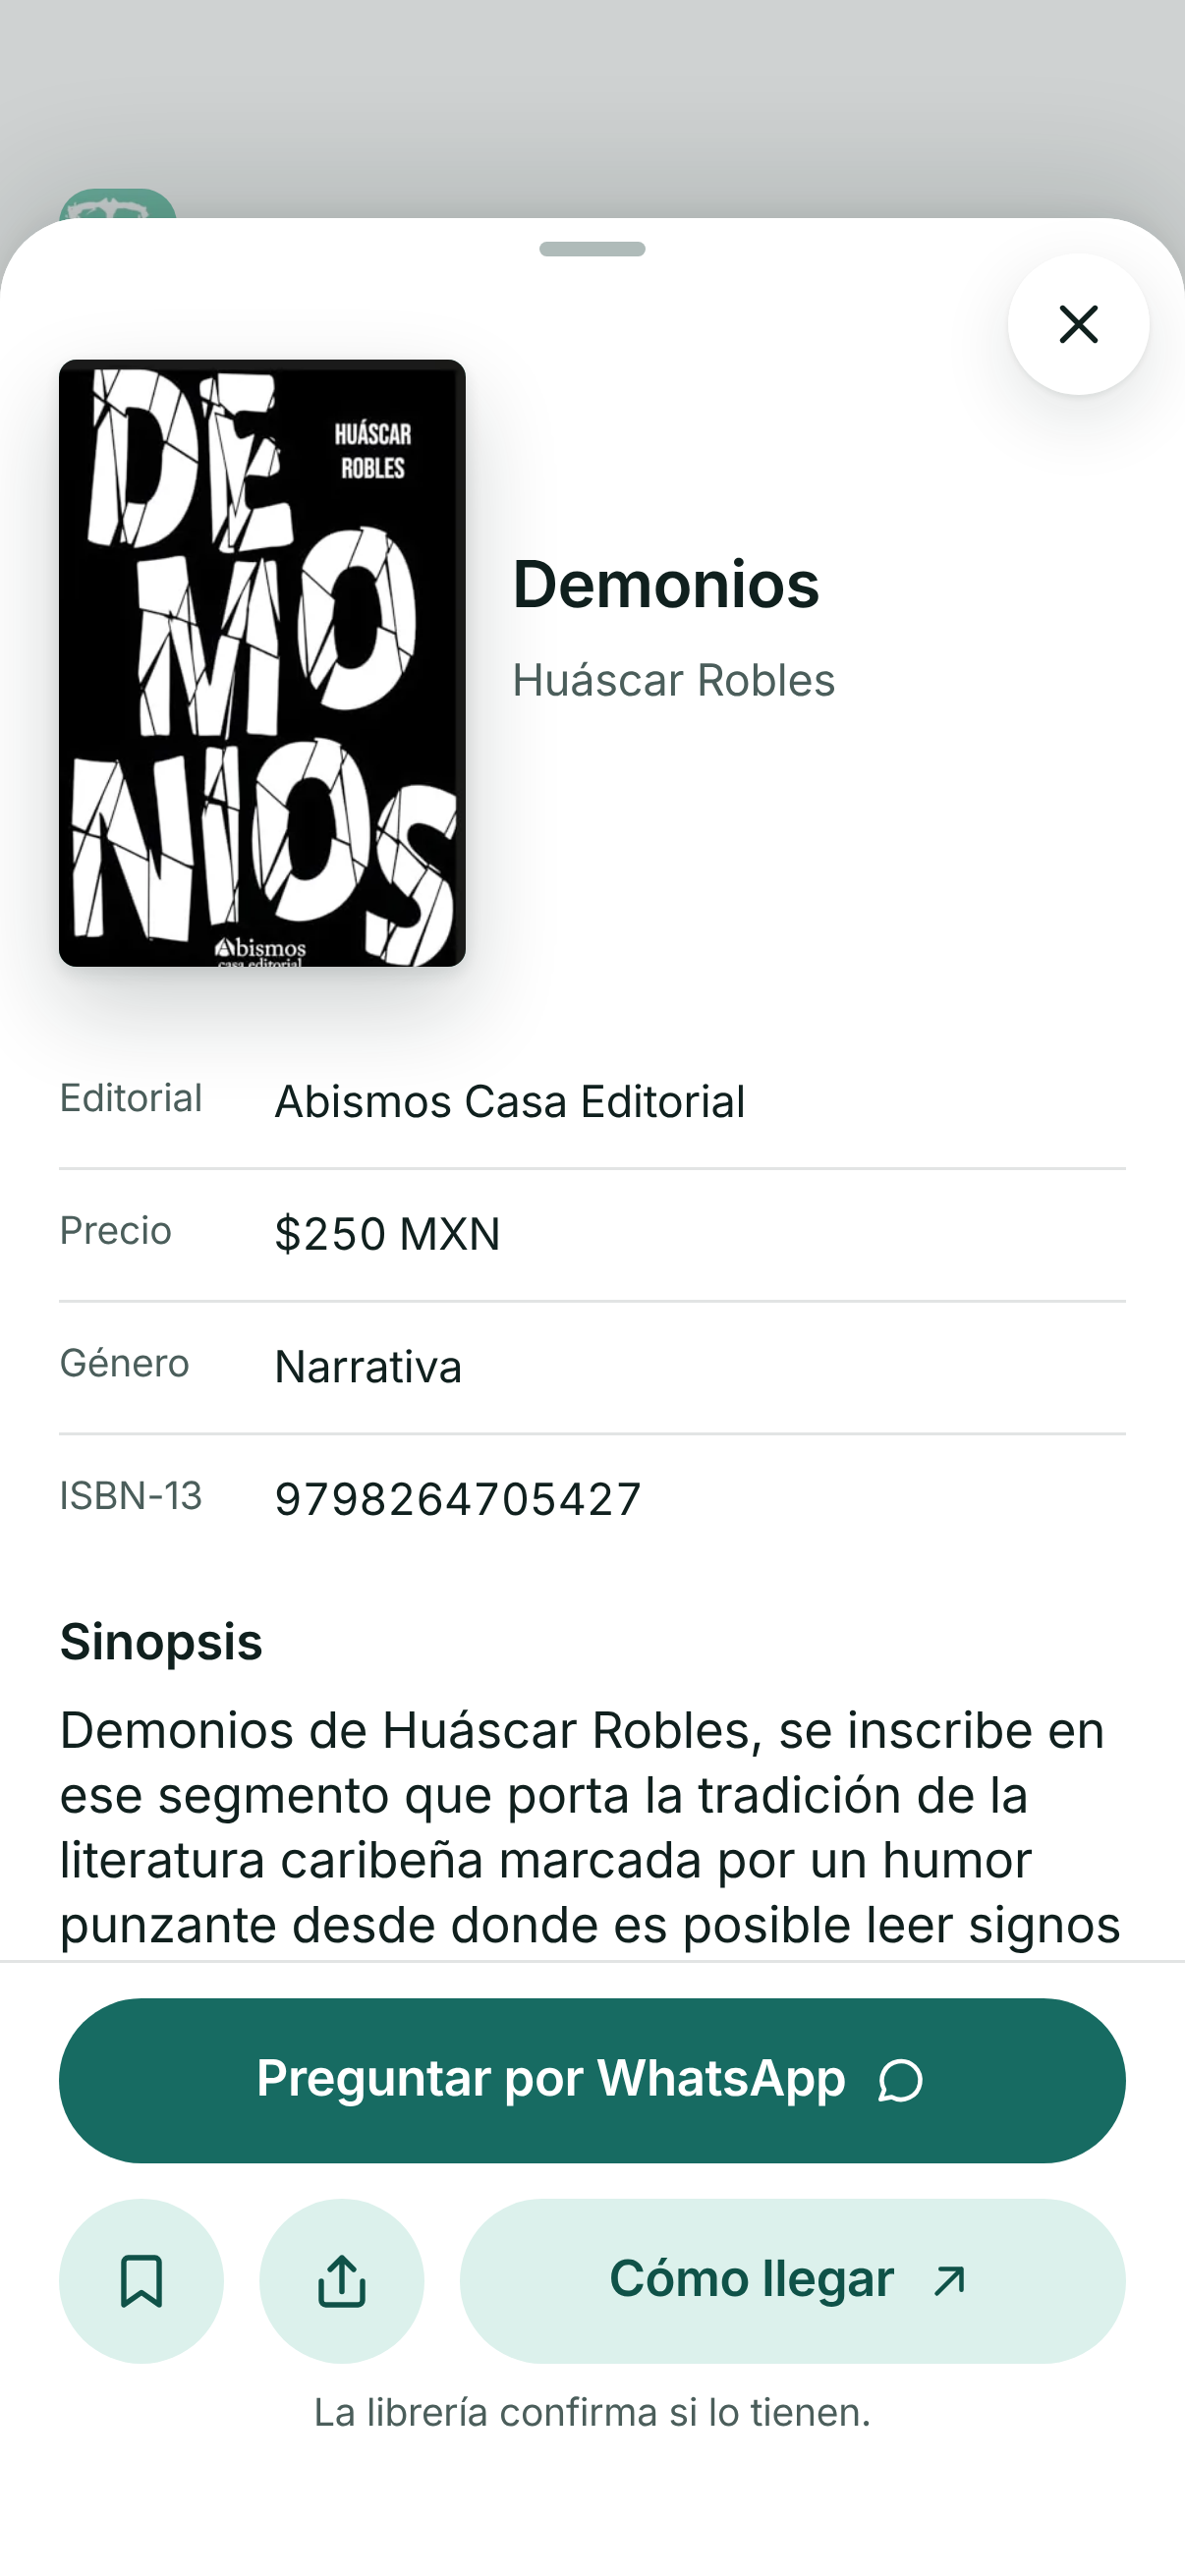 DE
MO
NIOS
HUÁSCAR
ROBLES
Abismos
casa editorial
Demonios
Huáscar Robles
Editorial Abismos Casa Editorial
Precio $250 MXN
Género Narrativa
ISBN-13 9798264705427
Sinopsis
Demonios de Huáscar Robles, se inscribe en
ese segmento que porta la tradición de la
literatura caribeña marcada por un humor
punzante desde donde es posible leer signos
Preguntar por WhatsApp
Cómo llegar
La librería confirma si lo tienen.